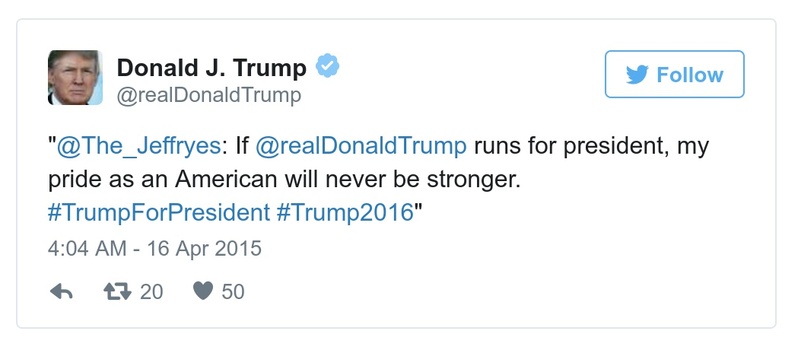 Donald J. Trump
@realDonaldTrump
Follow
"@The_Jeffryes: If @realDonaldTrump runs for president, my
pride as an American will never be stronger.
#TrumpForPresident #Trump2016"
4:04 AM - 16 Apr 2015
20 50